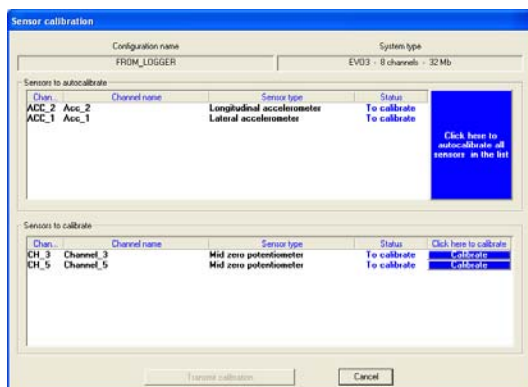 Sensor calibration
Configuration name System type
FROM_LOGGER EVO3 - 8 channels - 32 Mb
Sensors to autocalibrate
Chan... Channel name Sensor type Status
ACC_2 Acc_2 Longitudinal accelerometer To calibrate
ACC_1 Acc_1 Lateral accelerometer To calibrate
Click here to
autocalibrate all
sensors in the list
Sensors to calibrate
Chan... Channel name Sensor type Status Click here to calibrate
CH_3 Channel_3 Mid zero potentiometer To calibrate Calibrate
CH_5 Channel_5 Mid zero potentiometer To calibrate Calibrate
Transmit calibration Cancel